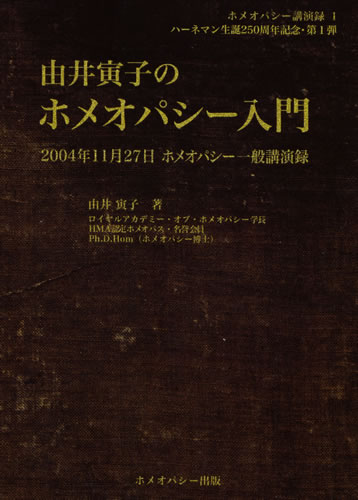 ホメオパシー講演録 1
ハーネマン生誕250周年記念・第1弾
由井寅子の
ホメオパシー入門
2004年11月27日 ホメオパシー一般講演録
由井 寅子 著
ロイヤルアカデミー・オブ・ホメオパシー学長
HMA認定ホメオパス・名誉会員
Ph.D.Hom（ホメオパシー博士）
ホメオパシー出版